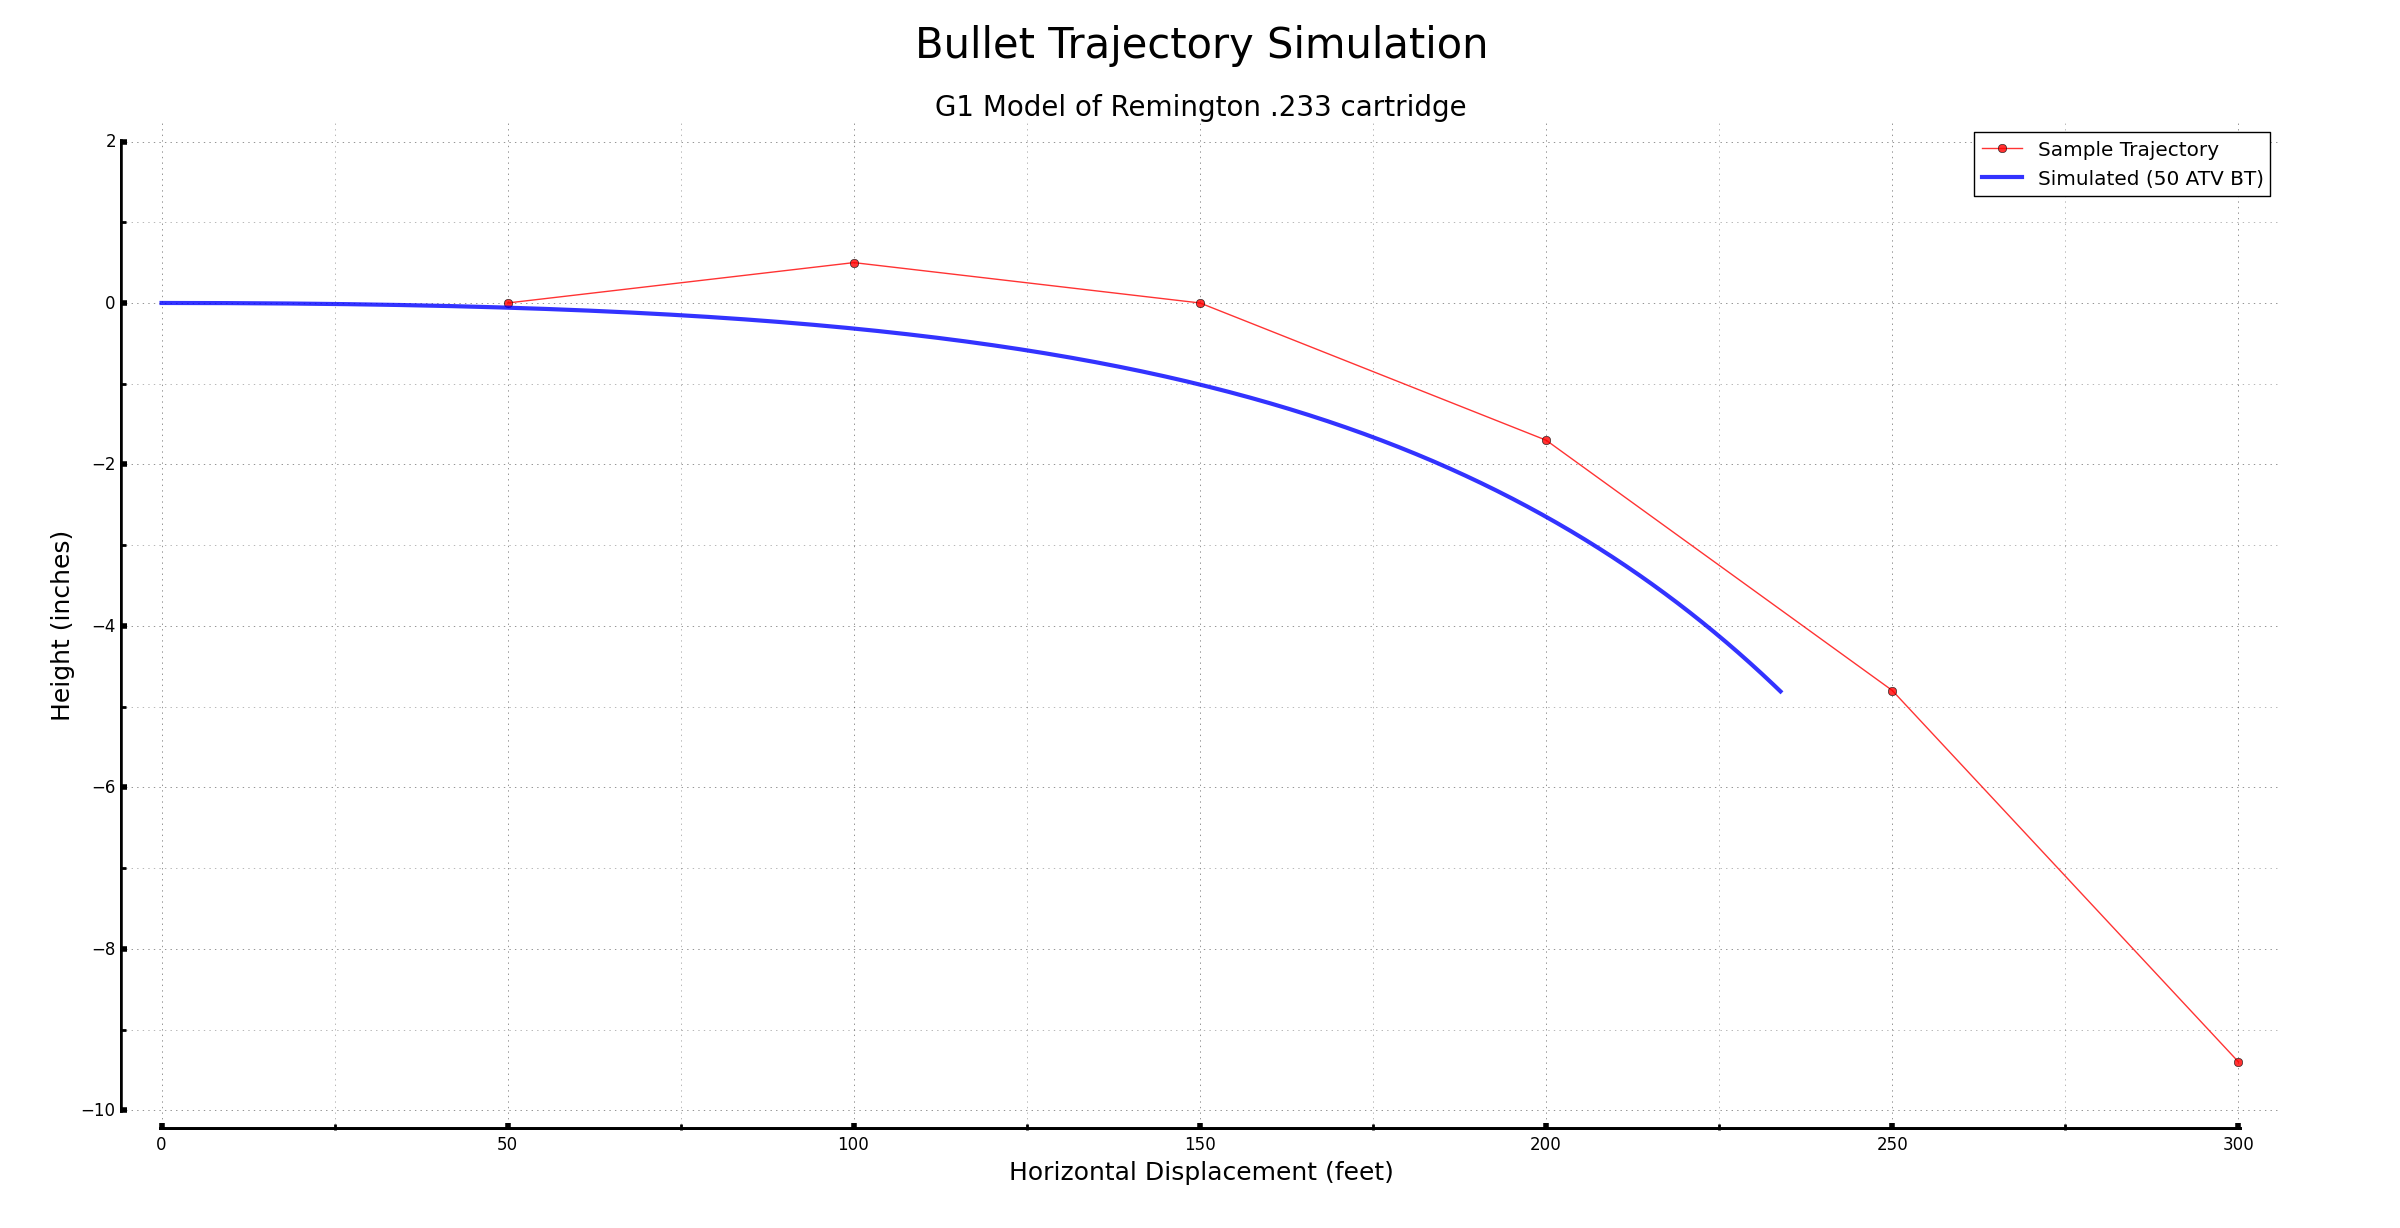 Bullet Trajectory Simulation
G1 Model of Remington .233 cartridge
Sample Trajectory
Simulated (50 ATV BT)
Height (inches)
2
0
−2
−4
−6
−8
−10
0 50 100 150 200 250 300
Horizontal Displacement (feet)